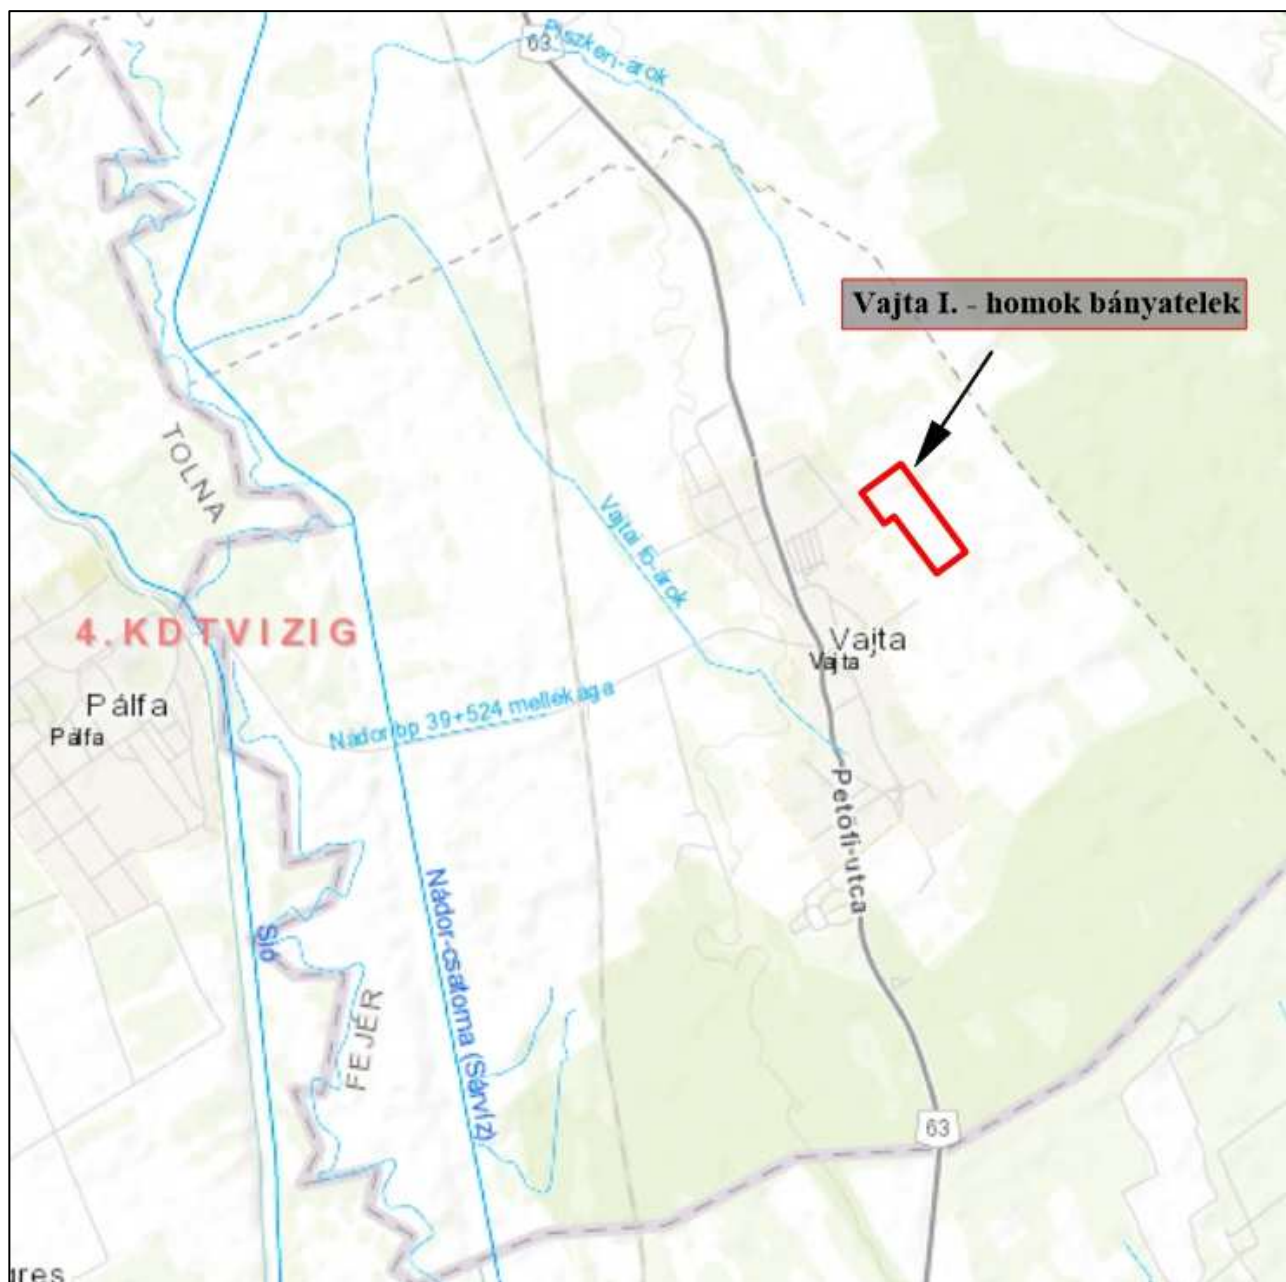 63
Piszkeri-árok
Vajta I. - homok bányatelek
TOLNA
Vajtai fő-árok
4.KDTVIZIG
Vajta
Vajta
Pálfa
Pálfa
Nádor bp 39+524 mellékága
Petőfi-utca
Nádor-csatorna (Sárvíz)
Sió
FEJÉR
63